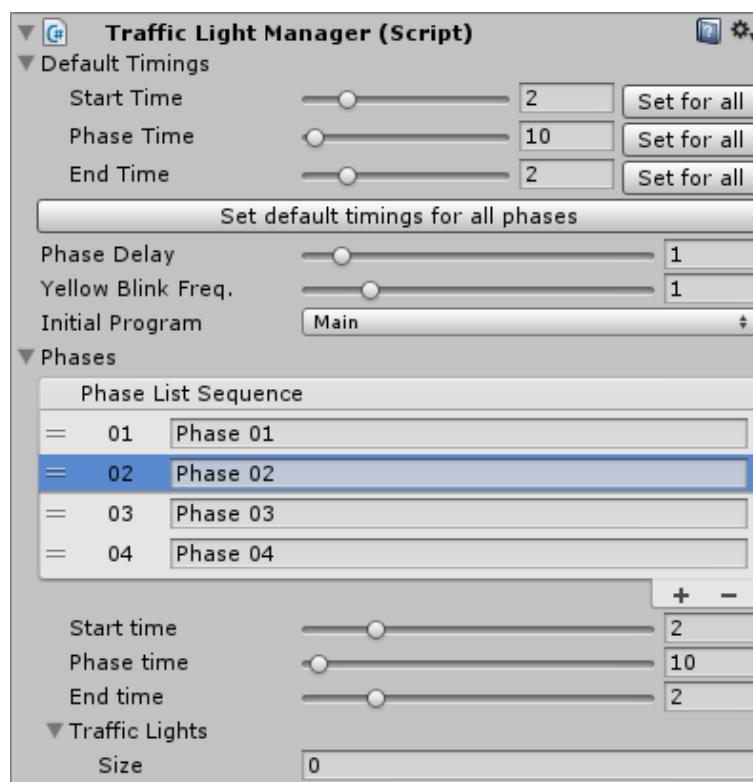 Traffic Light Manager (Script)
Default Timings
Start Time 2 Set for all
Phase Time 10 Set for all
End Time 2 Set for all
Set default timings for all phases
Phase Delay 1
Yellow Blink Freq. 1
Initial Program Main
Phases
Phase List Sequence
01 Phase 01
02 Phase 02
03 Phase 03
04 Phase 04
+ −
Start time 2
Phase time 10
End time 2
Traffic Lights
Size 0